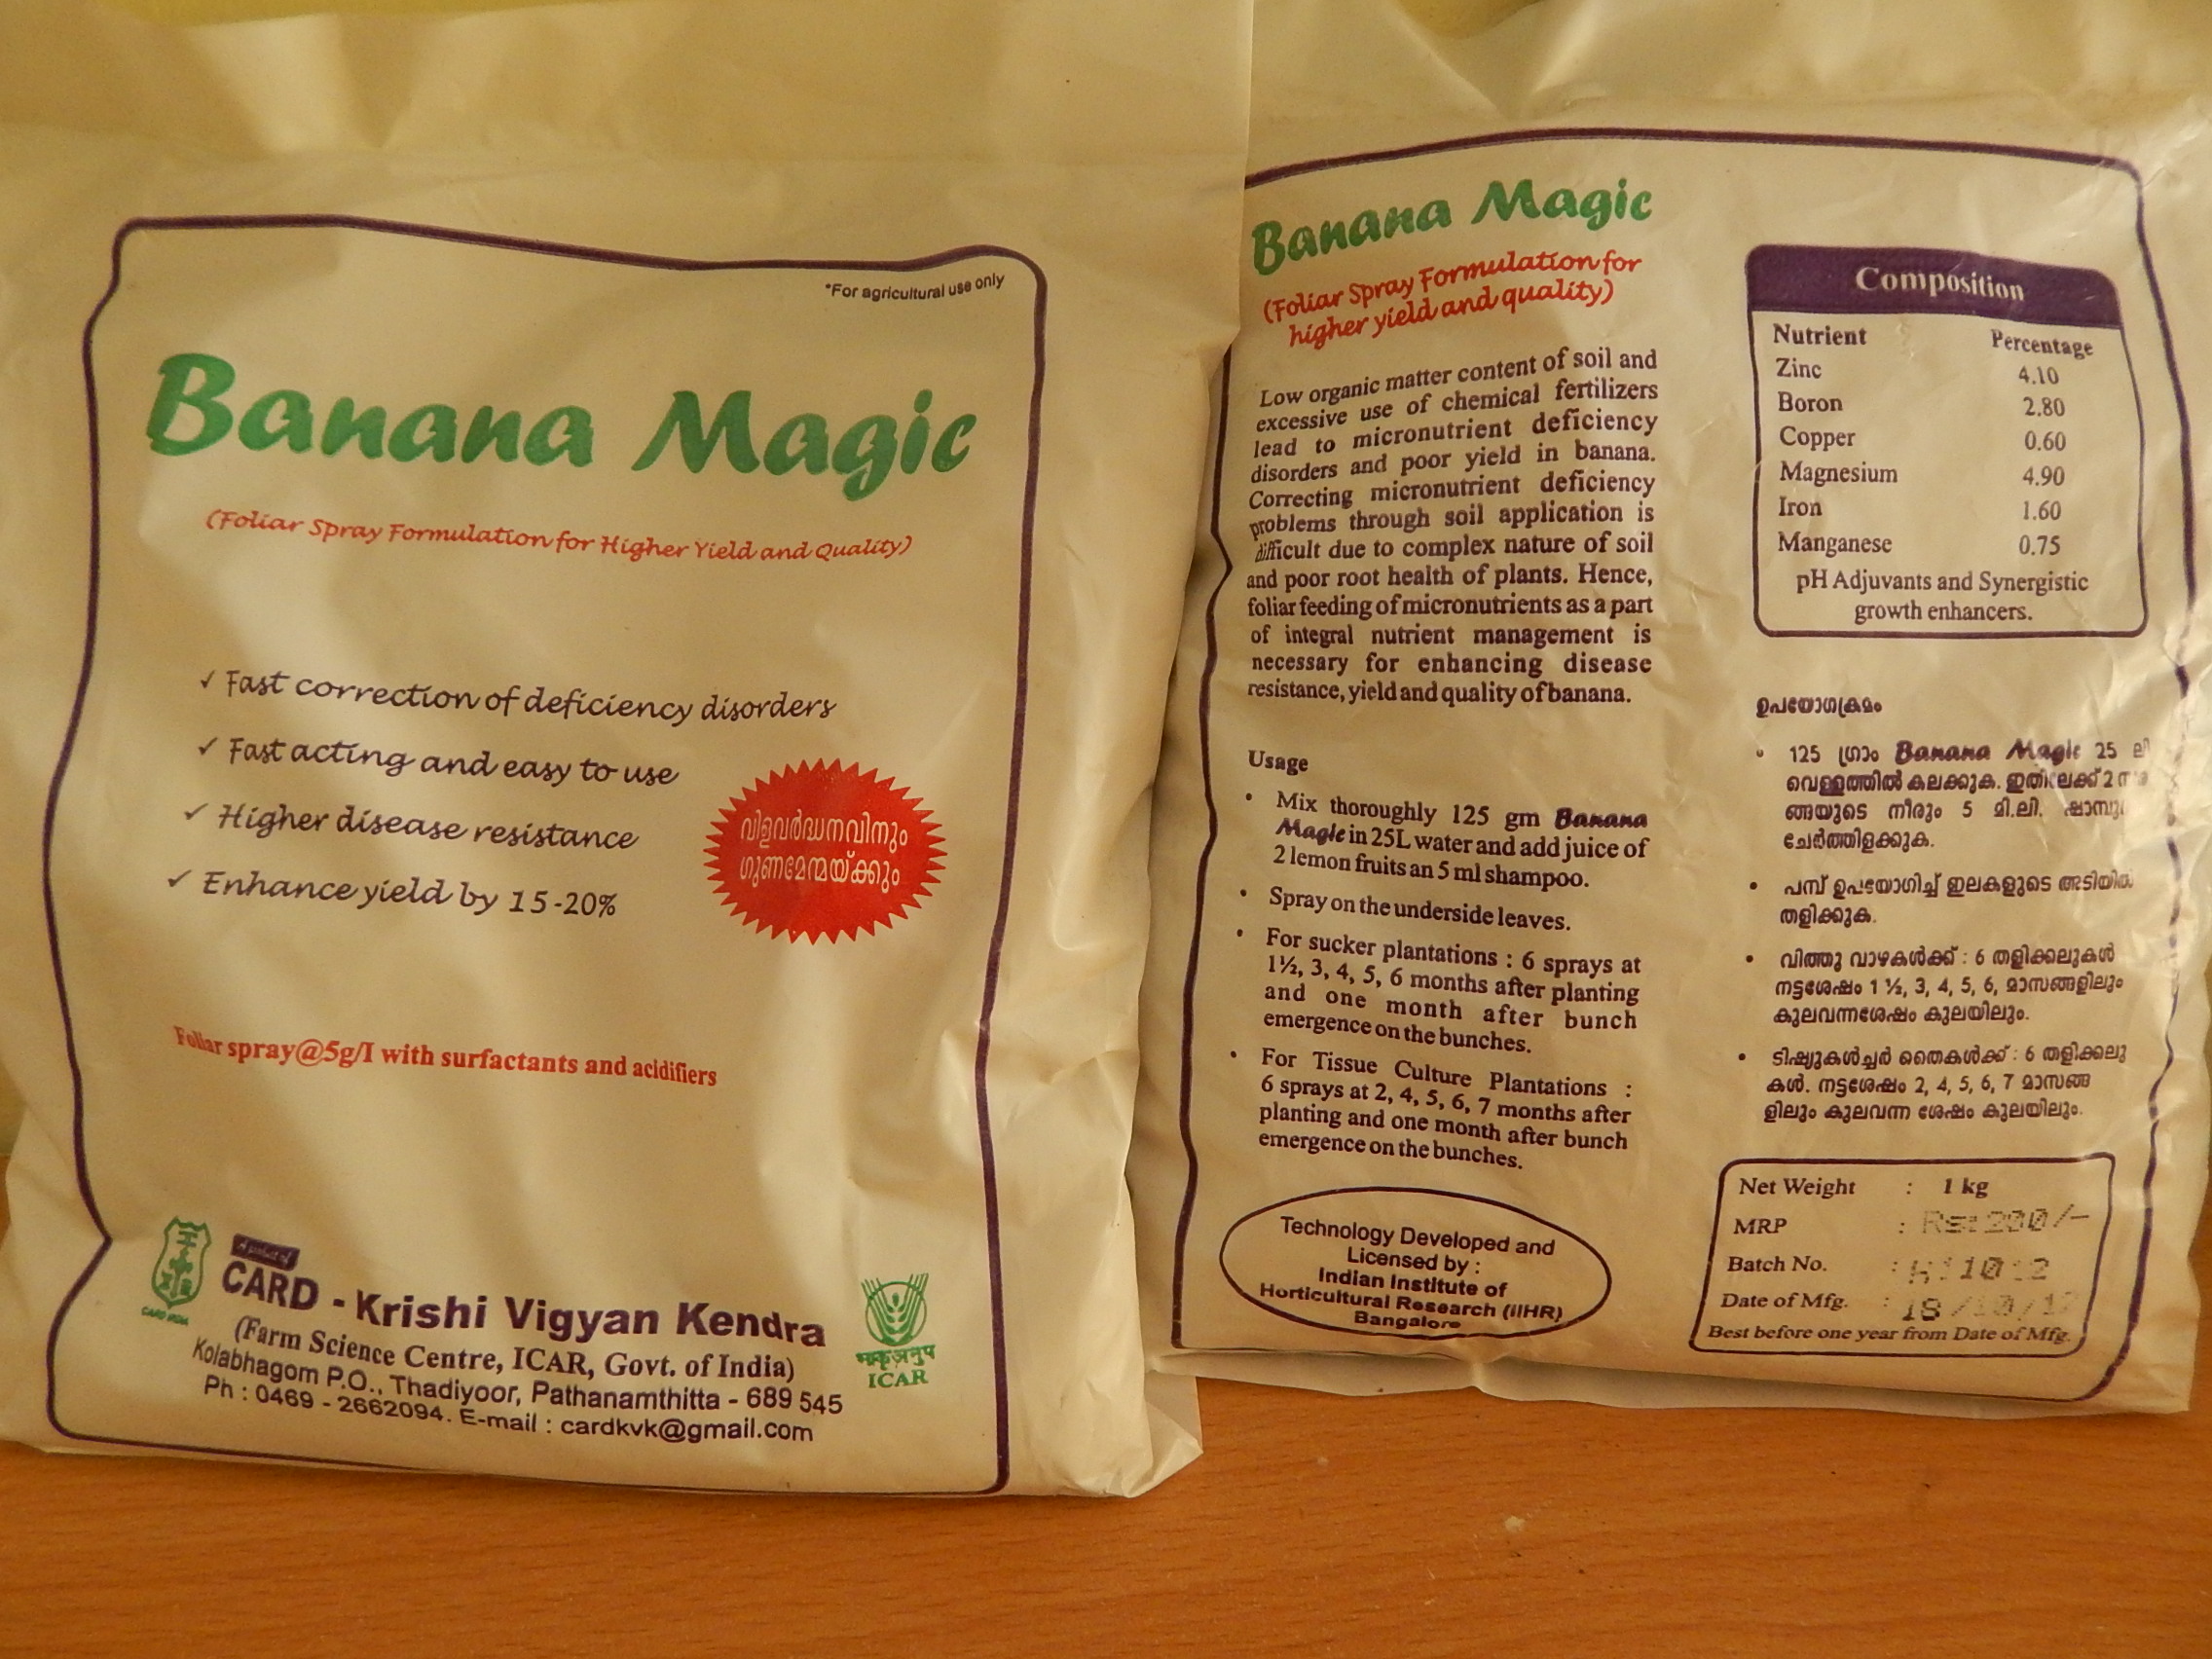 *For agricultural use only
Banana Magic
(Foliar Spray Formulation for Higher Yield and Quality)
✓ Fast correction of deficiency disorders
✓ Fast acting and easy to use
✓ Higher disease resistance
✓ Enhance yield by 15-20%
വിളവർദ്ധനവിനും
ഗുണമേന്മയ്ക്കും
Foliar spray@5g/l with surfactants and acidifiers
A product of
CARD - Krishi Vigyan Kendra
(Farm Science Centre, ICAR, Govt. of India)
Kolabhagom P.O., Thadiyoor, Pathanamthitta - 689 545
Ph : 0469 - 2662094. E-mail : cardkvk@gmail.com
CARD INDIA
भाकृअनुप
ICAR
Banana Magic
(Foliar Spray Formulation for
higher yield and quality)
Low organic matter content of soil and
excessive use of chemical fertilizers
lead to micronutrient deficiency
disorders and poor yield in banana.
Correcting micronutrient deficiency
problems through soil application is
difficult due to complex nature of soil
and poor root health of plants. Hence,
foliar feeding of micronutrients as a part
of integral nutrient management is
necessary for enhancing disease
resistance, yield and quality of banana.
Usage
• Mix thoroughly 125 gm Banana
Magic in 25L water and add juice of
2 lemon fruits an 5 ml shampoo.
• Spray on the underside leaves.
• For sucker plantations : 6 sprays at
1½, 3, 4, 5, 6 months after planting
and one month after bunch
emergence on the bunches.
• For Tissue Culture Plantations :
6 sprays at 2, 4, 5, 6, 7 months after
planting and one month after bunch
emergence on the bunches.
Technology Developed and
Licensed by :
Indian Institute of
Horticultural Research (IIHR)
Bangalore
Composition
Nutrient Percentage
Zinc 4.10
Boron 2.80
Copper 0.60
Magnesium 4.90
Iron 1.60
Manganese 0.75
pH Adjuvants and Synergistic
growth enhancers.
ഉപയോഗക്രമം
• 125 ഗ്രാം Banana Magic 25
വെള്ളത്തിൽ കലക്കുക. ഇതിലേക്ക് 2
ങ്ങയുടെ നീരും 5 മി.ലി.
ചേർത്തിളക്കുക.
• പമ്പ് ഉപയോഗിച്ച് ഇലകളുടെ അടിയിൽ
തളിക്കുക.
• വിത്തു വാഴകൾക്ക് : 6 തളിക്കലുകൾ
നട്ടശേഷം 1 ½, 3, 4, 5, 6, മാസങ്ങളിലും
കുലവന്നശേഷം കുലയിലും.
• ടിഷ്യുകൾച്ചർ തൈകൾക്ക് : 6 തളിക്കലു
കൾ. നട്ടശേഷം 2, 4, 5, 6, 7 മാസങ്ങ
ളിലും കുലവന്ന ശേഷം കുലയിലും.
Net Weight : 1 kg
MRP : Rs:200/-
Batch No. :
Date of Mfg. : 18/10/12
Best before one year from Date of Mfg.